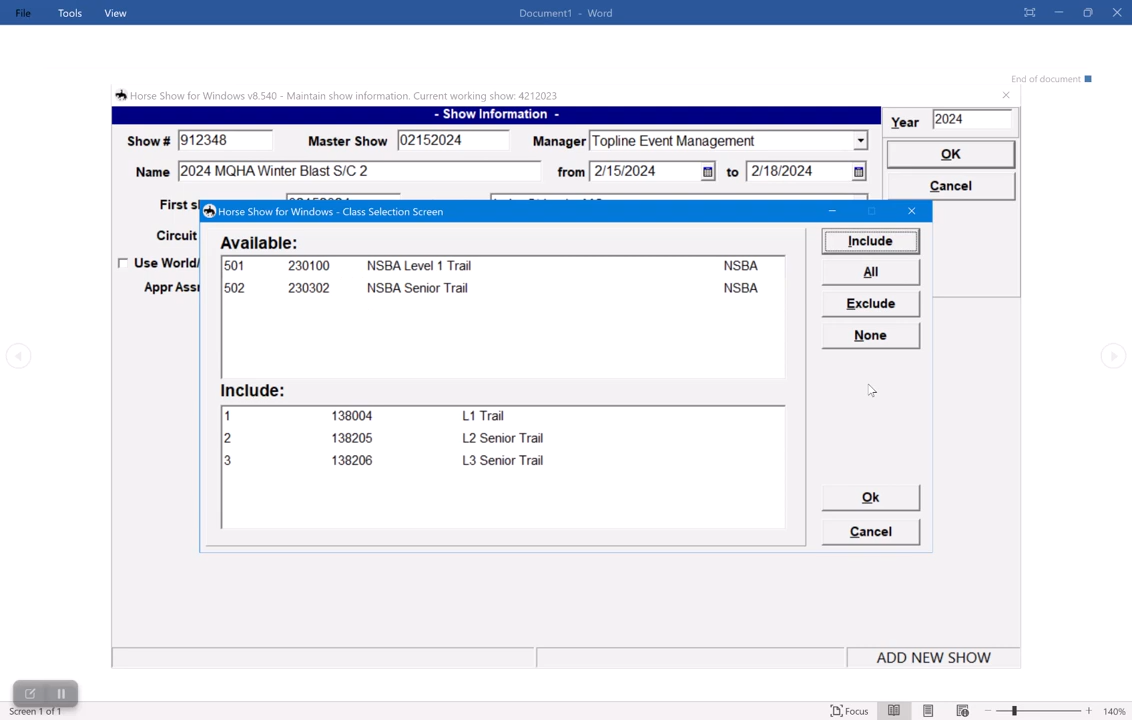 File Tools View Document1 - Word
End of document
Horse Show for Windows v8.540 - Maintain show information. Current working show: 4212023
- Show Information -
Year 2024
Show # 912348 Master Show 02152024 Manager Topline Event Management
OK
Name 2024 MQHA Winter Blast S/C 2 from 2/15/2024 to 2/18/2024
Cancel
First
Horse Show for Windows - Class Selection Screen
Circuit
Use World/
Appr
Available:
501 230100 NSBA Level 1 Trail NSBA
502 230302 NSBA Senior Trail NSBA
Include
All
Exclude
None
Include:
1 138004 L1 Trail
2 138205 L2 Senior Trail
3 138206 L3 Senior Trail
Ok
Cancel
ADD NEW SHOW
Screen 1 of 1 Focus 140%